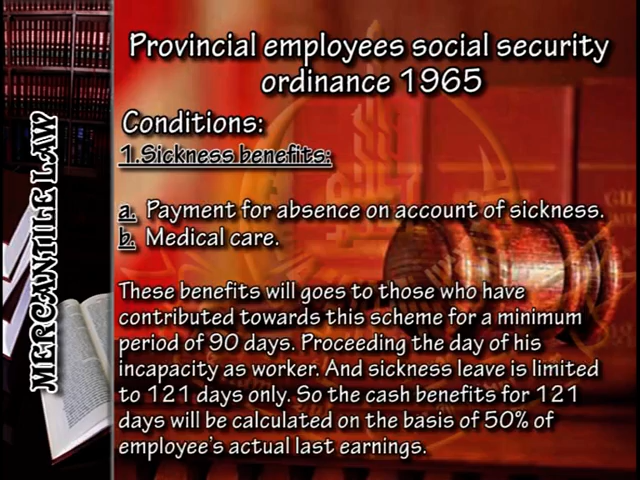 Provincial employees social security
ordinance 1965
Conditions:
1.Sickness benefits:
a. Payment for absence on account of sickness.
b. Medical care.
These benefits will goes to those who have
contributed towards this scheme for a minimum
period of 90 days. Proceeding the day of his
incapacity as worker. And sickness leave is limited
to 121 days only. So the cash benefits for 121
days will be calculated on the basis of 50% of
employee's actual last earnings.
MERCANTILE LAW